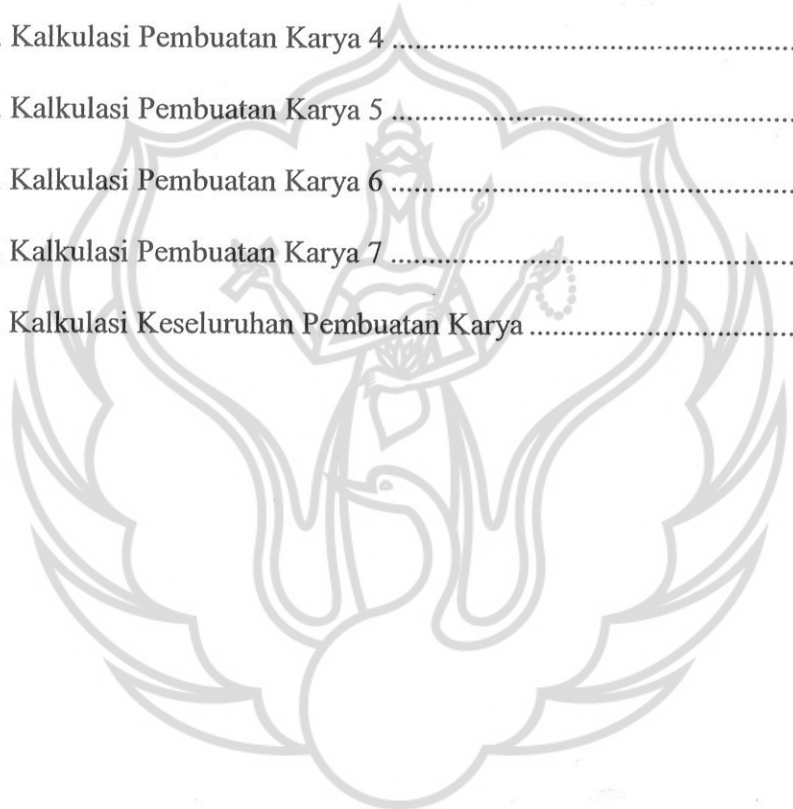 . Kalkulasi Pembuatan Karya 4 ........................................................
. Kalkulasi Pembuatan Karya 5 ........................................................
. Kalkulasi Pembuatan Karya 6 ........................................................
Kalkulasi Pembuatan Karya 7 ........................................................
Kalkulasi Keseluruhan Pembuatan Karya .....................................